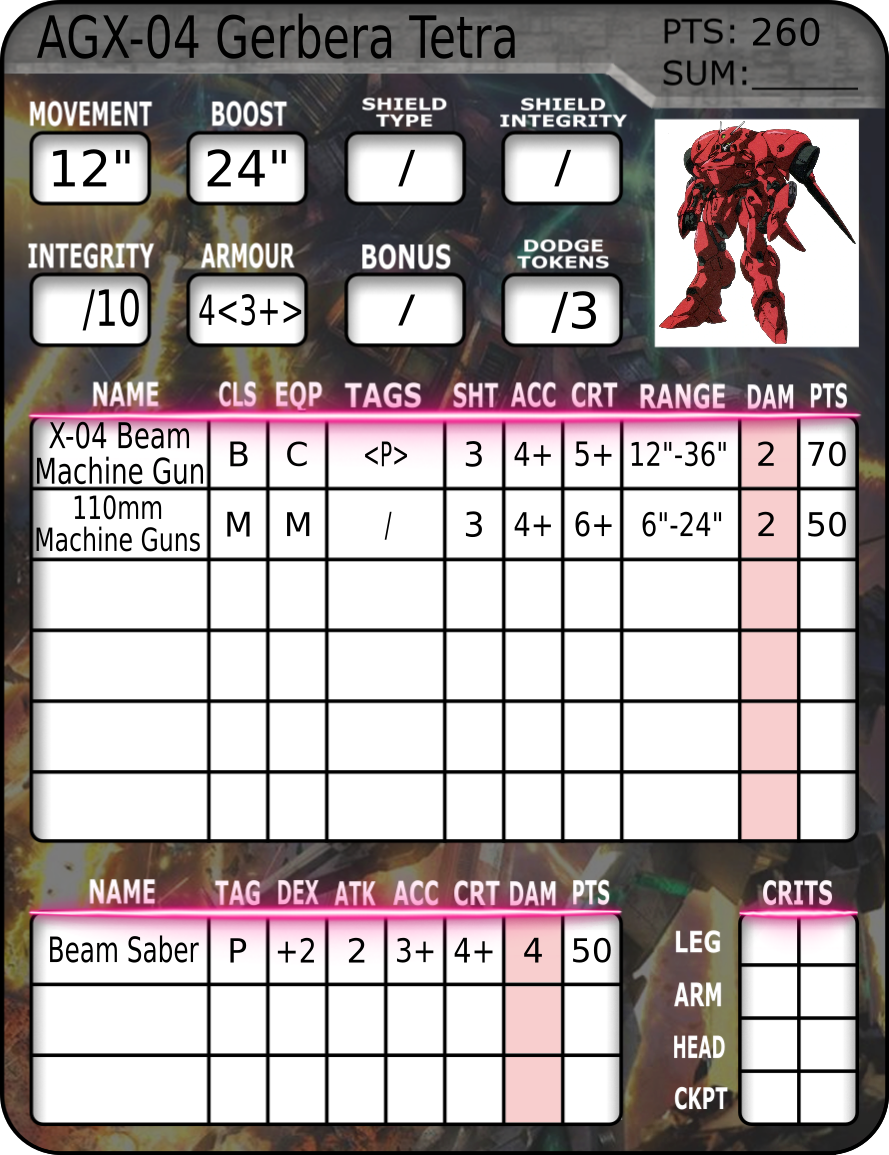 AGX-04 Gerbera Tetra
PTS: 260
SUM:______
MOVEMENT BOOST SHIELD TYPE SHIELD INTEGRITY
12" 24" / /
INTEGRITY ARMOUR BONUS DODGE TOKENS
/10 4<3+> / /3
NAME CLS EQP TAGS SHT ACC CRT RANGE DAM PTS
X-04 Beam Machine Gun B C <P> 3 4+ 5+ 12"-36" 2 70
110mm Machine Guns M M / 3 4+ 6+ 6"-24" 2 50
NAME TAG DEX ATK ACC CRT DAM PTS
Beam Saber P +2 2 3+ 4+ 4 50
CRITS
LEG
ARM
HEAD
CKPT